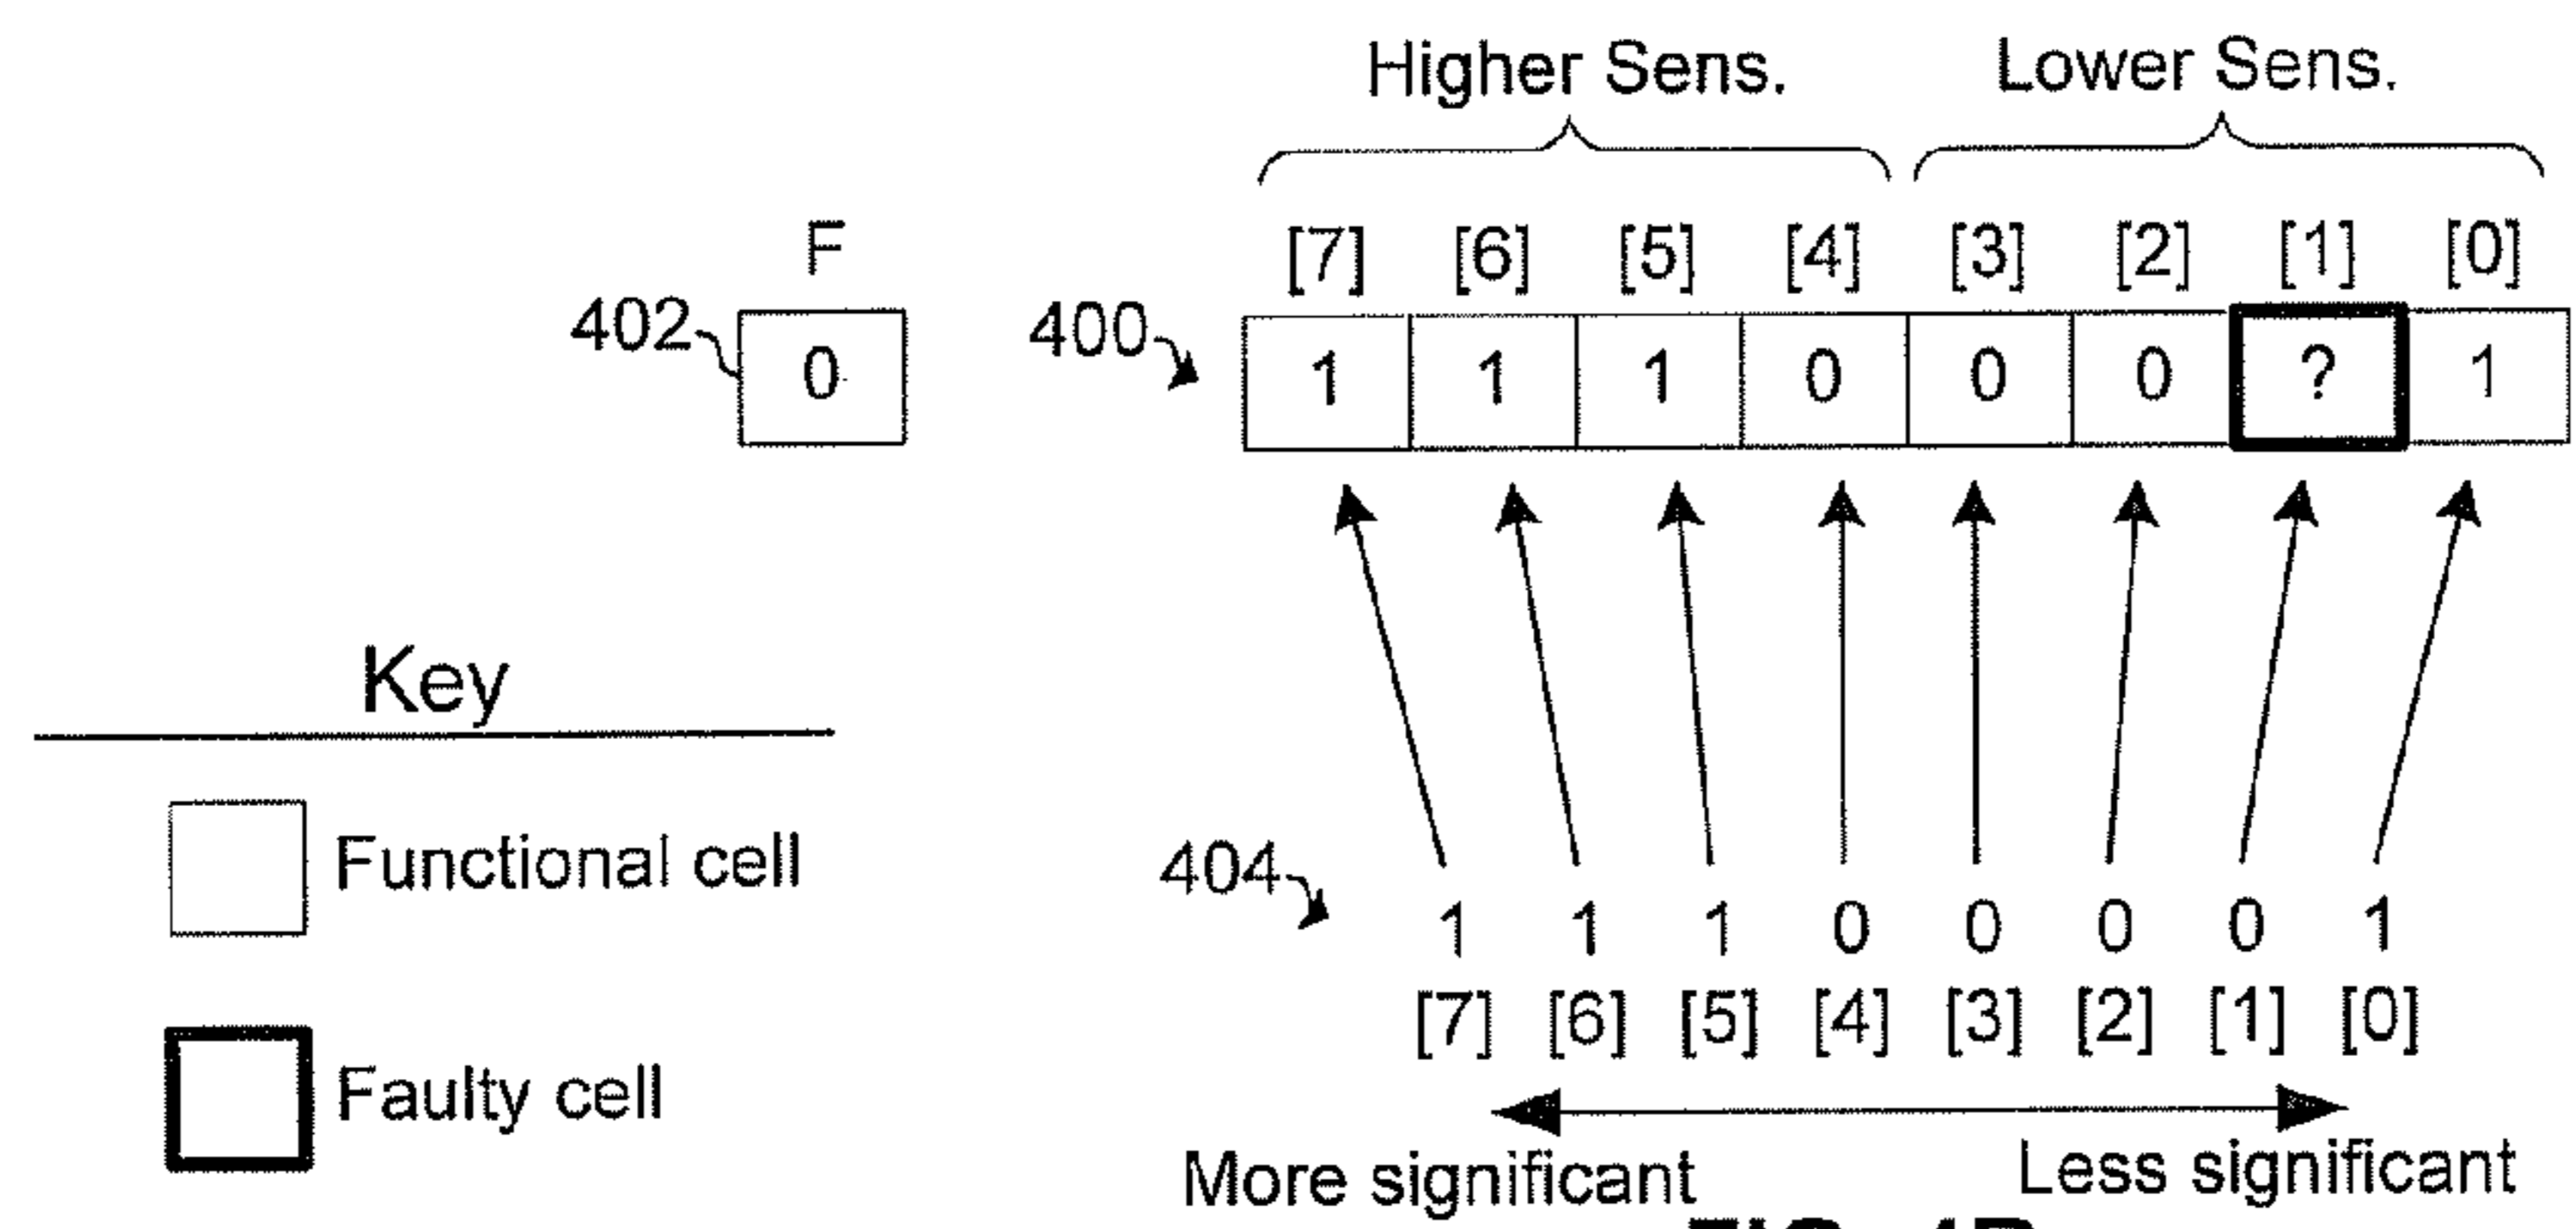 Higher Sens. Lower Sens.
F [7] [6] [5] [4] [3] [2] [1] [0]
402 0 400 1 1 1 0 0 0 ? 1
Key
Functional cell
404 1 1 1 0 0 0 0 1
[7] [6] [5] [4] [3] [2] [1] [0]
Faulty cell
More significant Less significant